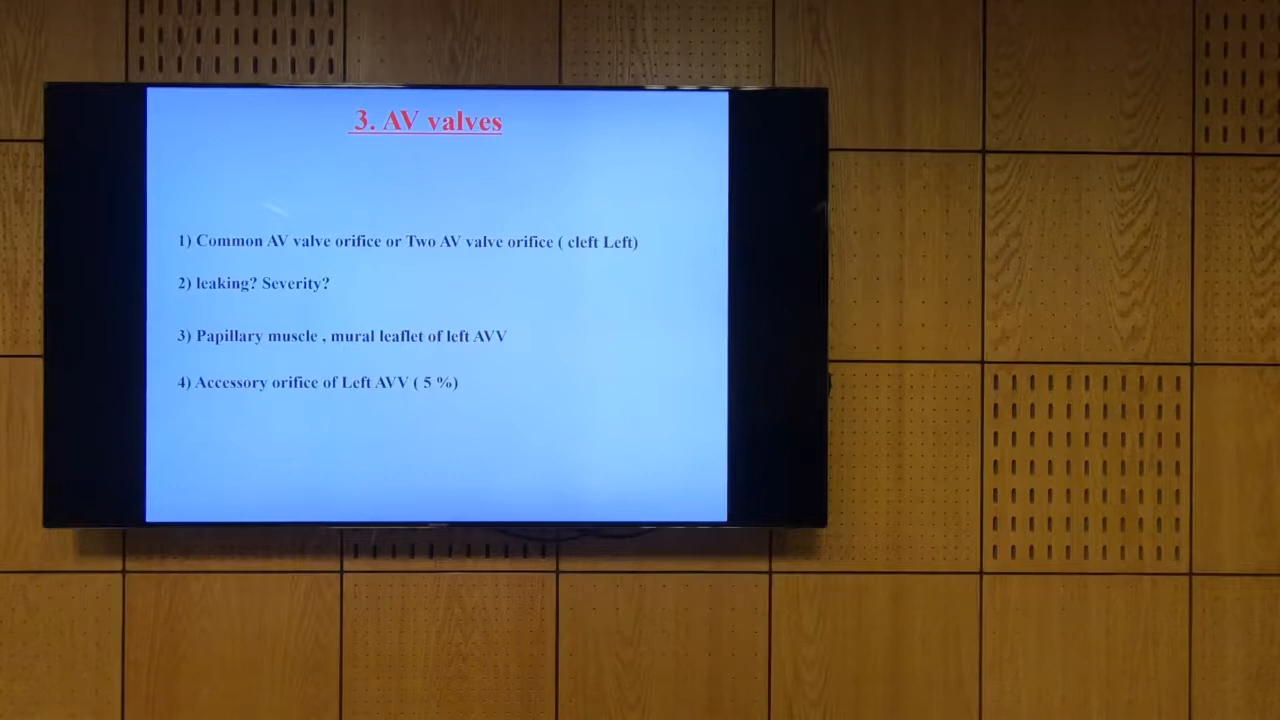 3. AV valves
1) Common AV valve orifice or Two AV valve orifice ( cleft Left)
2) leaking? Severity?
3) Papillary muscle , mural leaflet of left AVV
4) Accessory orifice of Left AVV ( 5 %)